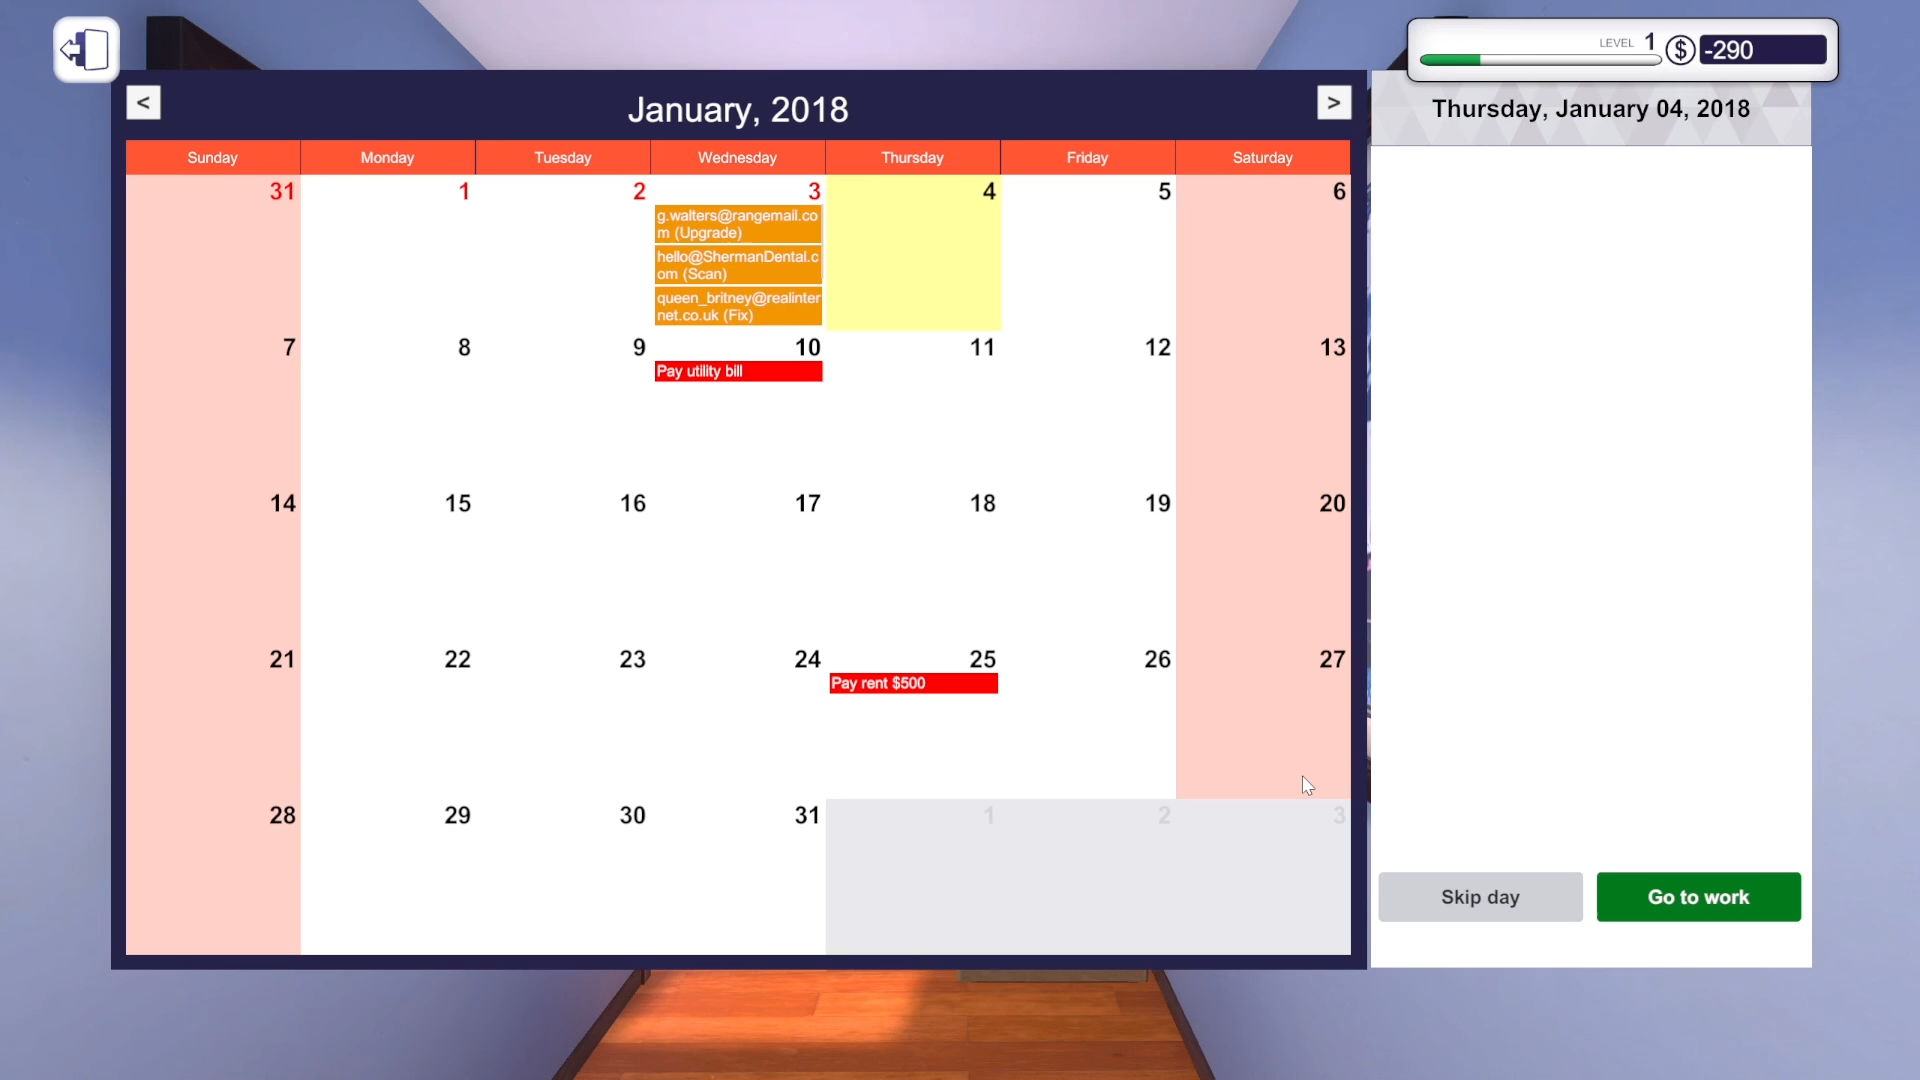 LEVEL 1 $ -290
< January, 2018 >
Thursday, January 04, 2018
Sunday Monday Tuesday Wednesday Thursday Friday Saturday
31 1 2 3 4 5 6
g.walters@rangemail.co
m (Upgrade)
hello@ShermanDental.c
om (Scan)
queen_britney@realinter
net.co.uk (Fix)
7 8 9 10 11 12 13
Pay utility bill
14 15 16 17 18 19 20
21 22 23 24 25 26 27
Pay rent $500
28 29 30 31 1 2 3
Skip day Go to work